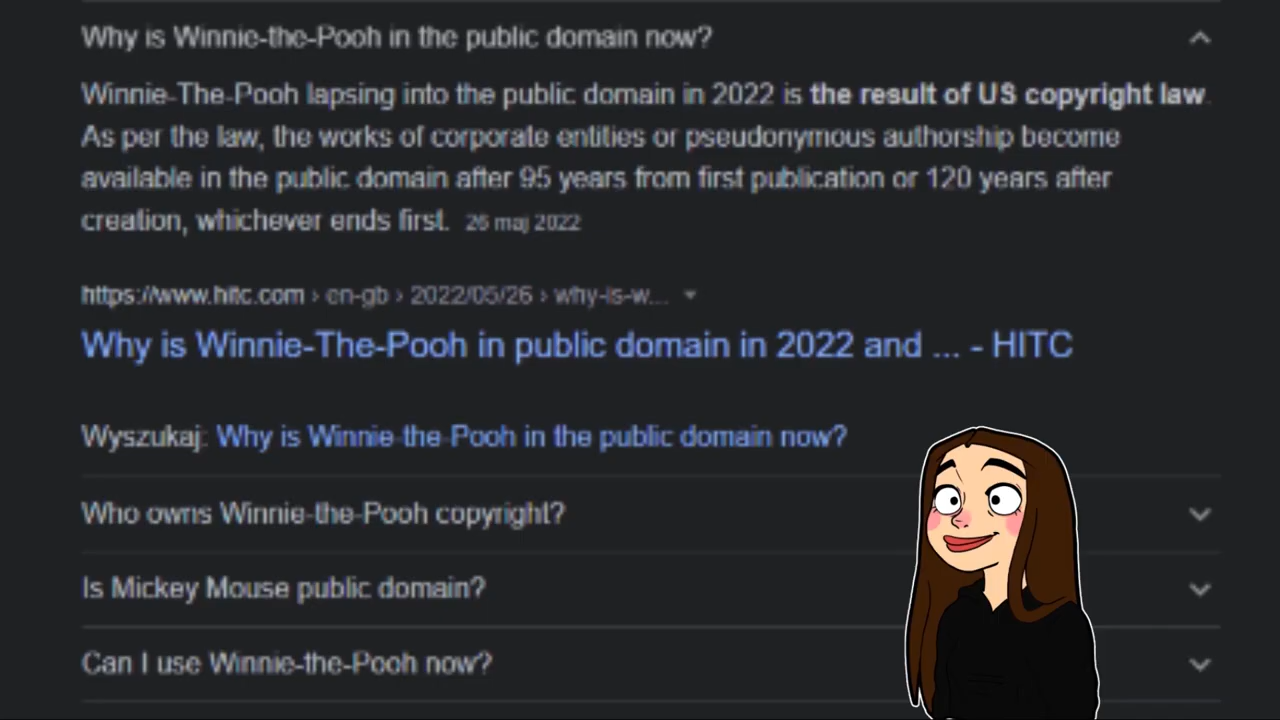 Why is Winnie-the-Pooh in the public domain now?
Winnie-The-Pooh lapsing into the public domain in 2022 is the result of US copyright law.
As per the law, the works of corporate entities or pseudonymous authorship become
available in the public domain after 95 years from first publication or 120 years after
creation, whichever ends first. 26 maj 2022
https://www.hitc.com › en-gb › 2022/05/26 › why-is-w...
Why is Winnie-The-Pooh in public domain in 2022 and ... - HITC
Wyszukaj: Why is Winnie-the-Pooh in the public domain now?
Who owns Winnie-the-Pooh copyright?
Is Mickey Mouse public domain?
Can I use Winnie-the-Pooh now?